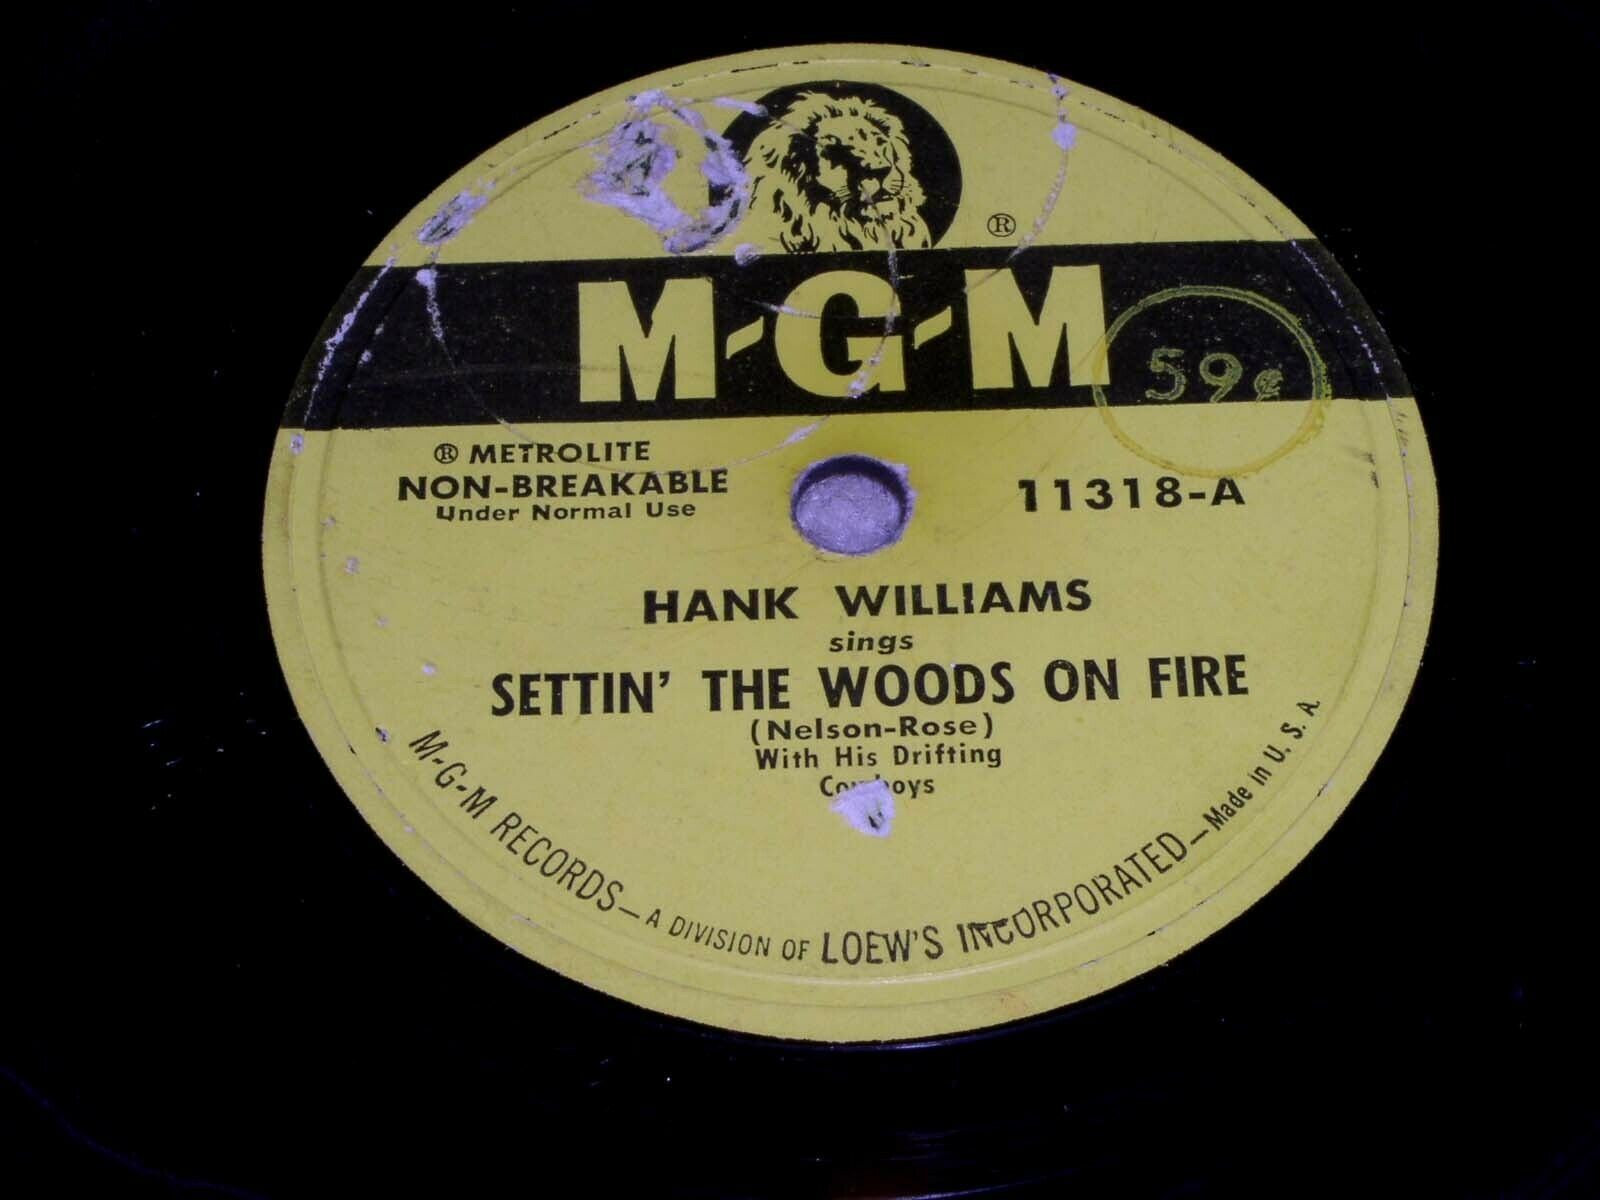 ®
M-G-M
59¢
® METROLITE
NON-BREAKABLE
Under Normal Use
11318-A
HANK WILLIAMS
sings
SETTIN' THE WOODS ON FIRE
(Nelson-Rose)
With His Drifting
Cowboys
M-G-M RECORDS—A DIVISION OF LOEW'S INCORPORATED—Made in U. S. A.